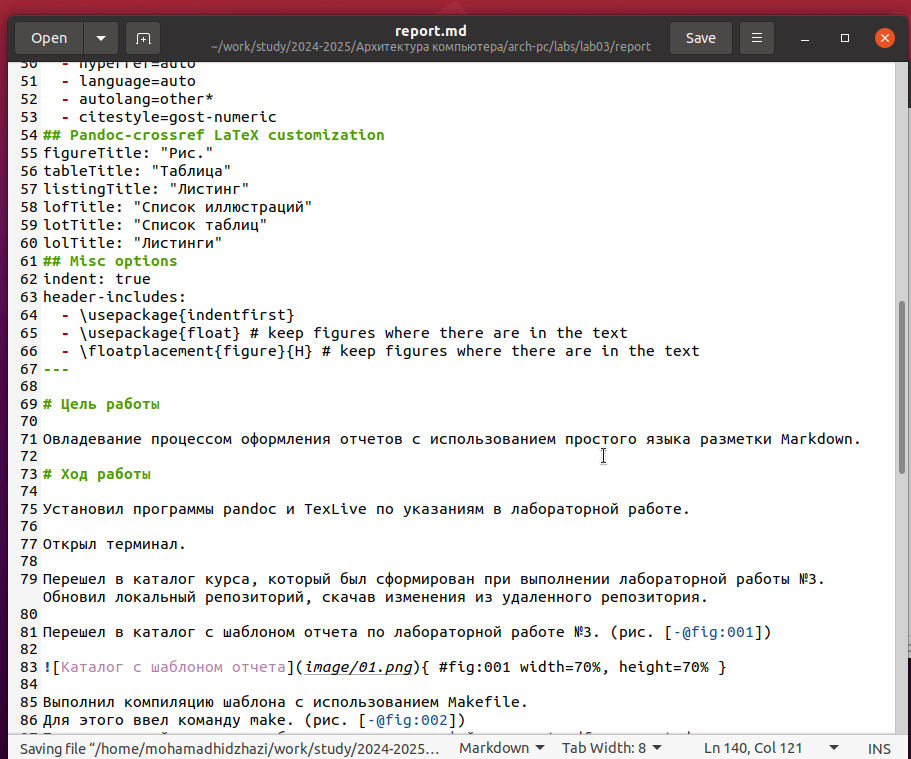 Open
report.md
~/work/study/2024-2025/Архитектура компьютера/arch-pc/labs/lab03/report
Save
50   - hyperref=auto
51   - language=auto
52   - autolang=other*
53   - citestyle=gost-numeric
54 ## Pandoc-crossref LaTeX customization
55 figureTitle: "Рис."
56 tableTitle: "Таблица"
57 listingTitle: "Листинг"
58 lofTitle: "Список иллюстраций"
59 lotTitle: "Список таблиц"
60 lolTitle: "Листинги"
61 ## Misc options
62 indent: true
63 header-includes:
64   - \usepackage{indentfirst}
65   - \usepackage{float} # keep figures where there are in the text
66   - \floatplacement{figure}{H} # keep figures where there are in the text
67 ---
68
69 # Цель работы
70
71 Овладевание процессом оформления отчетов с использованием простого языка разметки Markdown.
72
73 # Ход работы
74
75 Установил программы pandoc и TexLive по указаниям в лабораторной работе.
76
77 Открыл терминал.
78
79 Перешел в каталог курса, который был сформирован при выполнении лабораторной работы №3.
Обновил локальный репозиторий, скачав изменения из удаленного репозитория.
80
81 Перешел в каталог с шаблоном отчета по лабораторной работе №3. (рис. [-@fig:001])
82
83 ![Каталог с шаблоном отчета](image/01.png){ #fig:001 width=70%, height=70% }
84
85 Выполнил компиляцию шаблона с использованием Makefile.
86 Для этого ввел команду make. (рис. [-@fig:002])
Saving file “/home/mohamadhidzhazi/work/study/2024-2025…
Markdown
Tab Width: 8
Ln 140, Col 121
INS